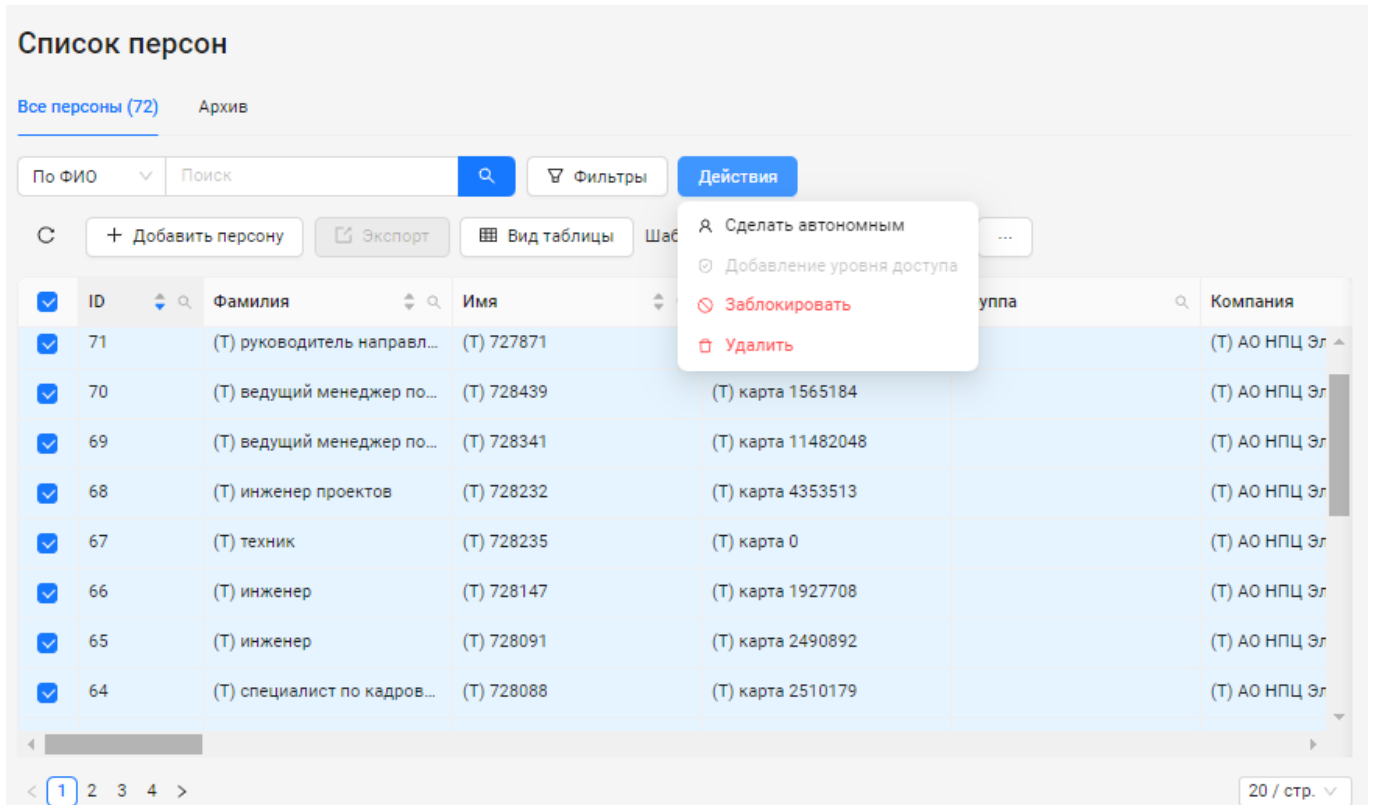 Список персон
Все персоны (72) Архив
По ФИО Поиск Фильтры Действия
+ Добавить персону Экспорт Вид таблицы ...
Сделать автономным
Добавление уровня доступа
Заблокировать
Удалить
ID Фамилия Имя Компания
71 (Т) руководитель направл... (Т) 727871 (Т) АО НПЦ Эл
70 (Т) ведущий менеджер по... (Т) 728439 (Т) карта 1565184 (Т) АО НПЦ Эл
69 (Т) ведущий менеджер по... (Т) 728341 (Т) карта 11482048 (Т) АО НПЦ Эл
68 (Т) инженер проектов (Т) 728232 (Т) карта 4353513 (Т) АО НПЦ Эл
67 (Т) техник (Т) 728235 (Т) карта 0 (Т) АО НПЦ Эл
66 (Т) инженер (Т) 728147 (Т) карта 1927708 (Т) АО НПЦ Эл
65 (Т) инженер (Т) 728091 (Т) карта 2490892 (Т) АО НПЦ Эл
64 (Т) специалист по кадров... (Т) 728088 (Т) карта 2510179 (Т) АО НПЦ Эл
< 1 2 3 4 > 20 / стр.